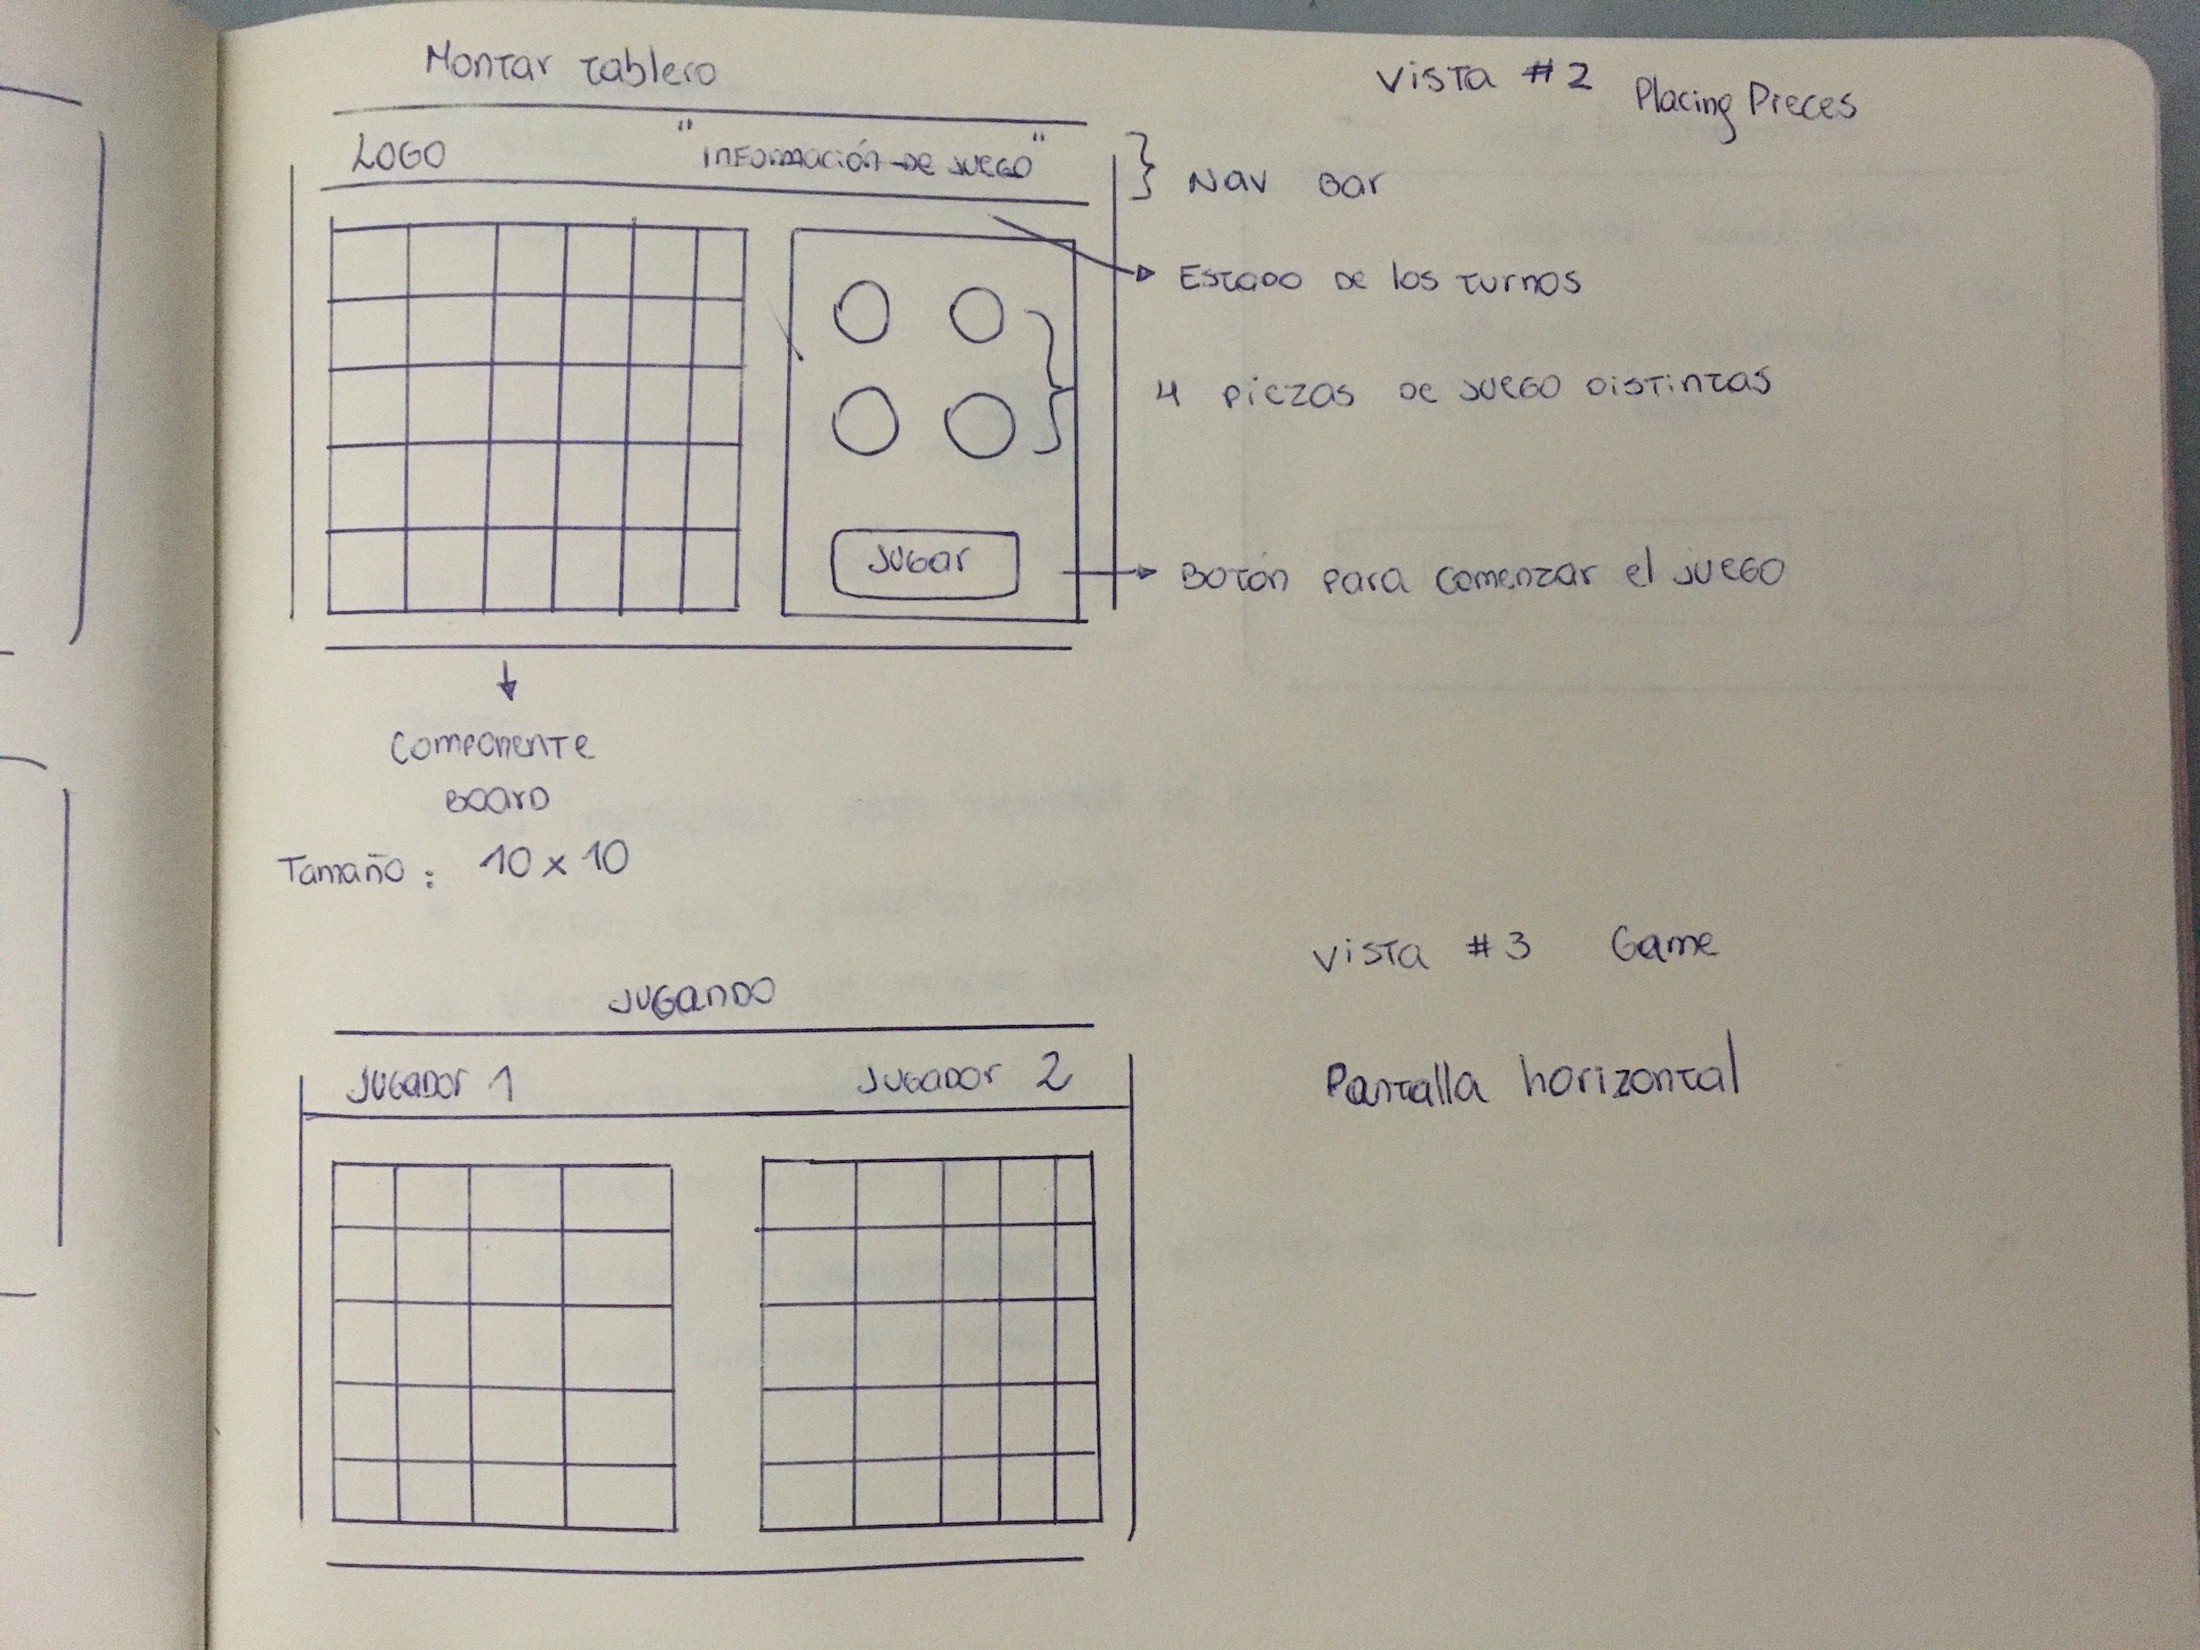 Montar tablero
Vista #2 Placing Pieces
LOGO "Información de juego"
} Nav Bar
Estado de los turnos
4 piezas de juego distintas
Jugar
Botón para comenzar el juego
Componente
Board
Tamaño: 10 x 10
Vista #3 Game
Jugando
Jugador 1 Jugador 2
Pantalla horizontal